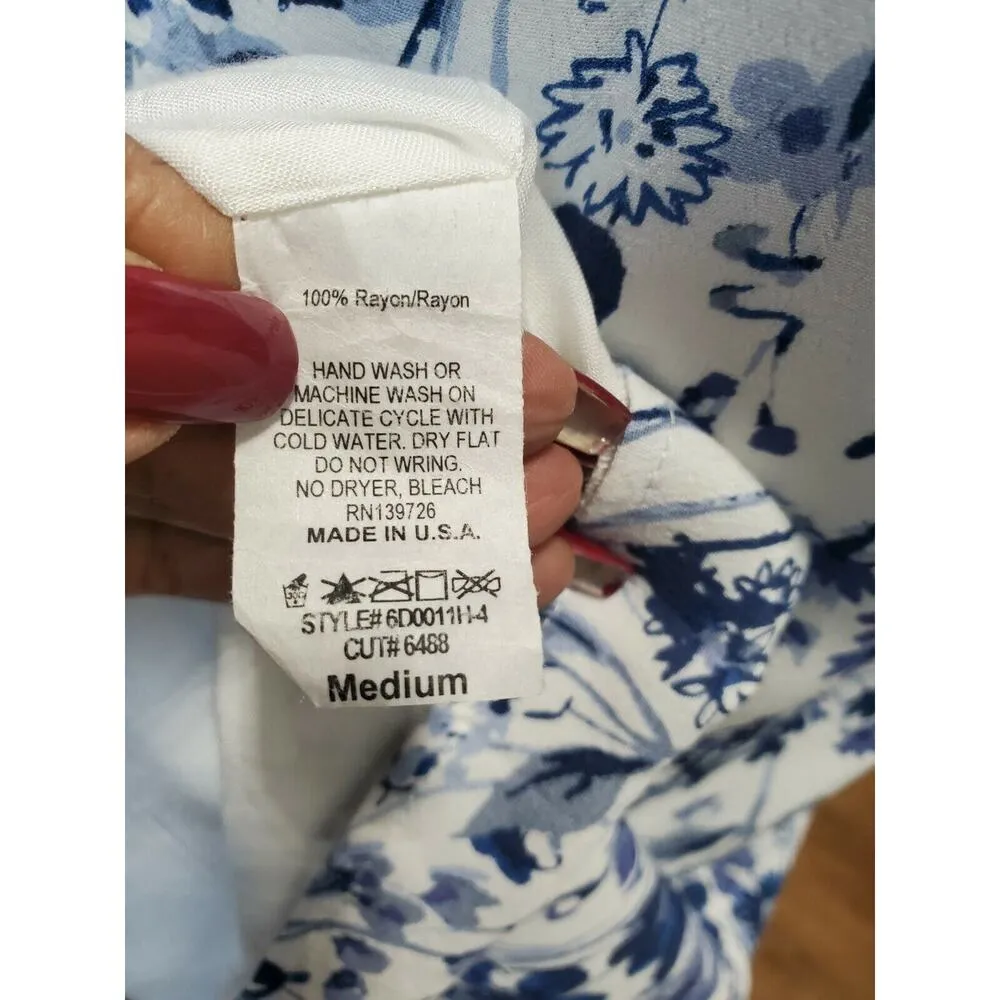 100% Rayon/Rayon
HAND WASH OR
MACHINE WASH ON
DELICATE CYCLE WITH
COLD WATER. DRY FLAT
DO NOT WRING.
NO DRYER, BLEACH
RN139726
MADE IN U.S.A.
STYLE# 6D0011H-4
CUT# 6488
Medium